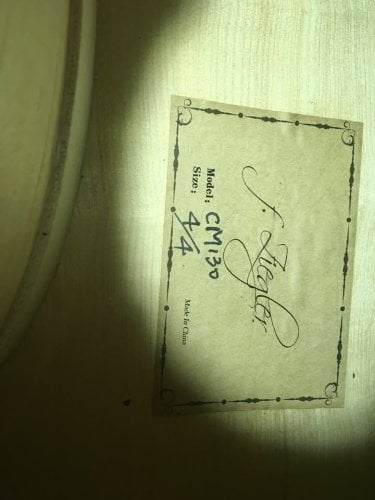 J. Ziegler
Model: CM130
Size: 4/4
Made In China